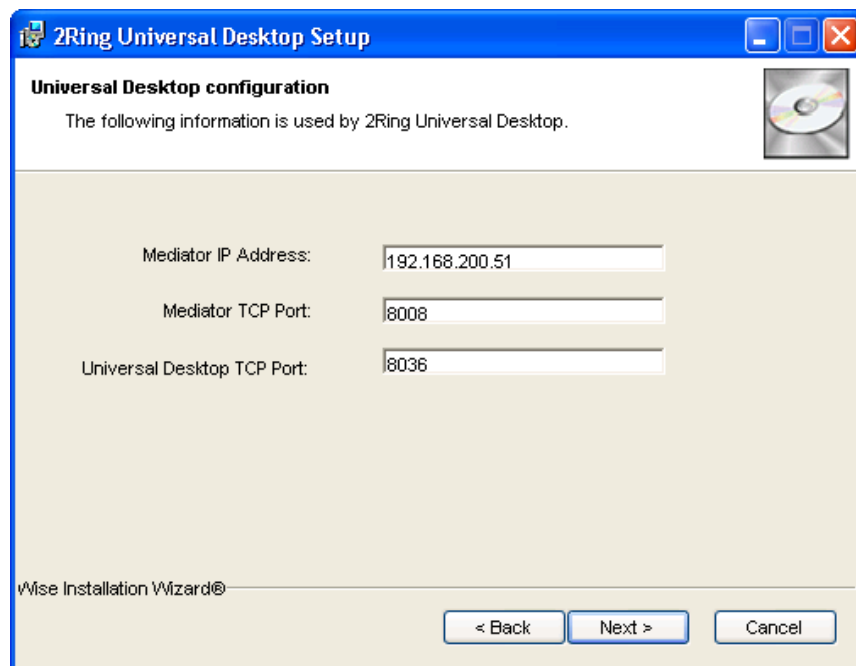 2Ring Universal Desktop Setup
Universal Desktop configuration
The following information is used by 2Ring Universal Desktop.
Mediator IP Address: 192.168.200.51
Mediator TCP Port: 8008
Universal Desktop TCP Port: 8036
Wise Installation Wizard®
< Back Next > Cancel